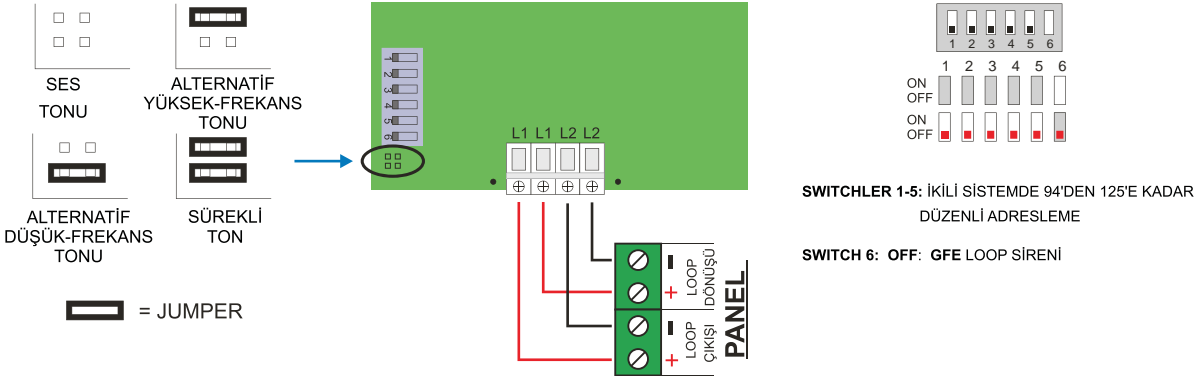 SES
TONU
ALTERNATİF
YÜKSEK-FREKANS
TONU
ALTERNATİF
DÜŞÜK-FREKANS
TONU
SÜREKLİ
TON
= JUMPER
1
2
3
4
5
6
L1 L1 L2 L2
LOOP
DÖNÜŞÜ
- 
+
LOOP
ÇIKIŞI
-
+
PANEL
1 2 3 4 5 6
1 2 3 4 5 6
ON
OFF
ON
OFF
SWITCHLER 1-5: İKİLİ SİSTEMDE 94'DEN 125'E KADAR
DÜZENLİ ADRESLEME
SWITCH 6: OFF: GFE LOOP SİRENİ